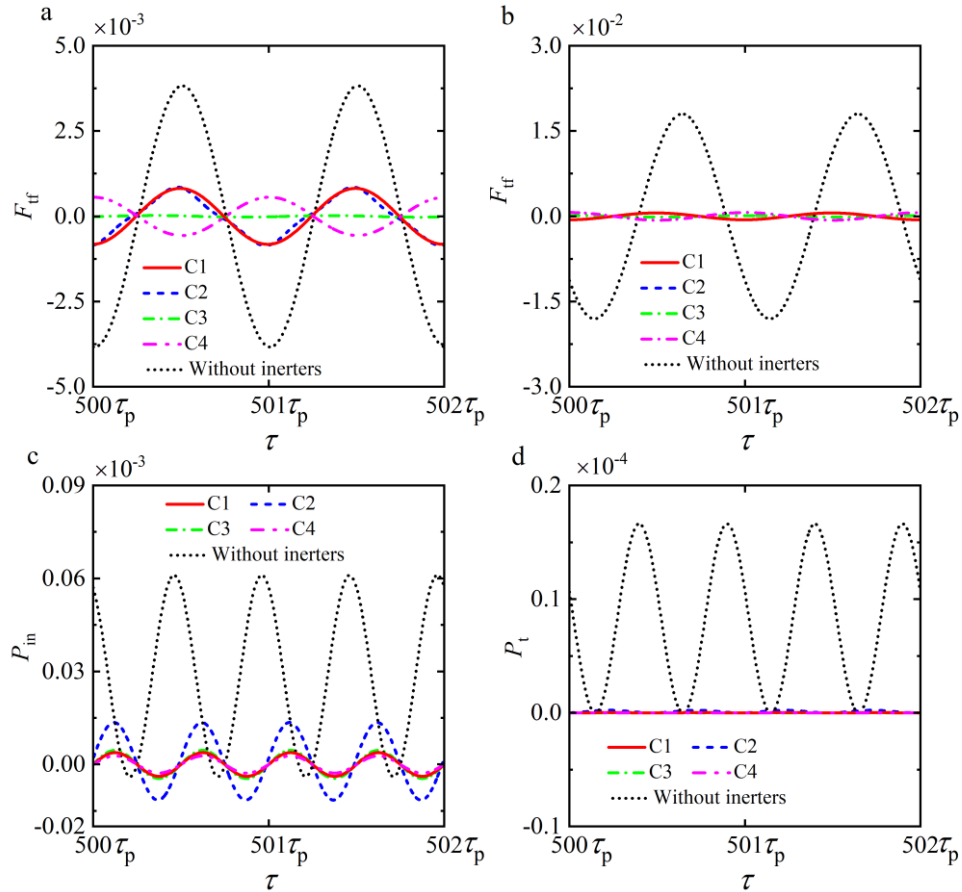 a
×10⁻³
5.0
2.5
0.0
-2.5
-5.0
F_tf
C1
C2
C3
C4
Without inerters
500τ_p
501τ_p
502τ_p
τ
b
×10⁻²
3.0
1.5
0.0
-1.5
-3.0
F_tf
C1
C2
C3
C4
Without inerters
500τ_p
501τ_p
502τ_p
τ
c
×10⁻³
0.09
0.06
0.03
0.00
-0.02
P_in
C1 C2
C3 C4
Without inerters
500τ_p
501τ_p
502τ_p
τ
d
×10⁻⁴
0.2
0.1
0.0
-0.1
P_t
C1 C2
C3 C4
Without inerters
500τ_p
501τ_p
502τ_p
τ